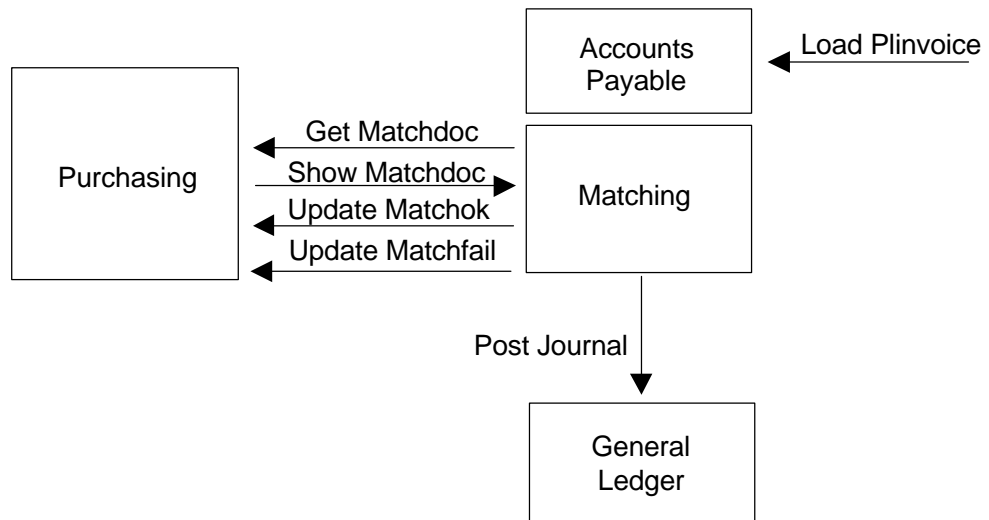 Accounts
Payable
Load Plinvoice
Purchasing
Get Matchdoc
Show Matchdoc
Update Matchok
Update Matchfail
Matching
Post Journal
General
Ledger